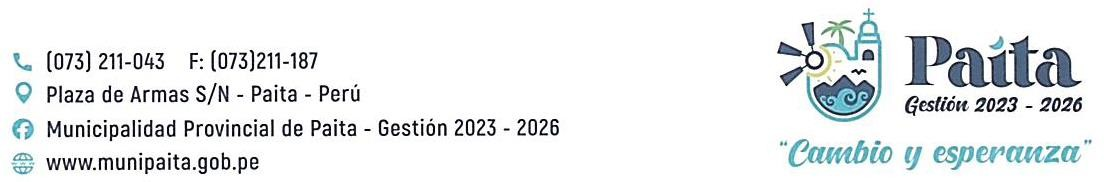 (073) 211-043 F: (073)211-187
Plaza de Armas S/N - Paita - Perú
Municipalidad Provincial de Paita - Gestión 2023 - 2026
www.munipaita.gob.pe
Paita
Gestión 2023 - 2026
"Cambio y esperanza"